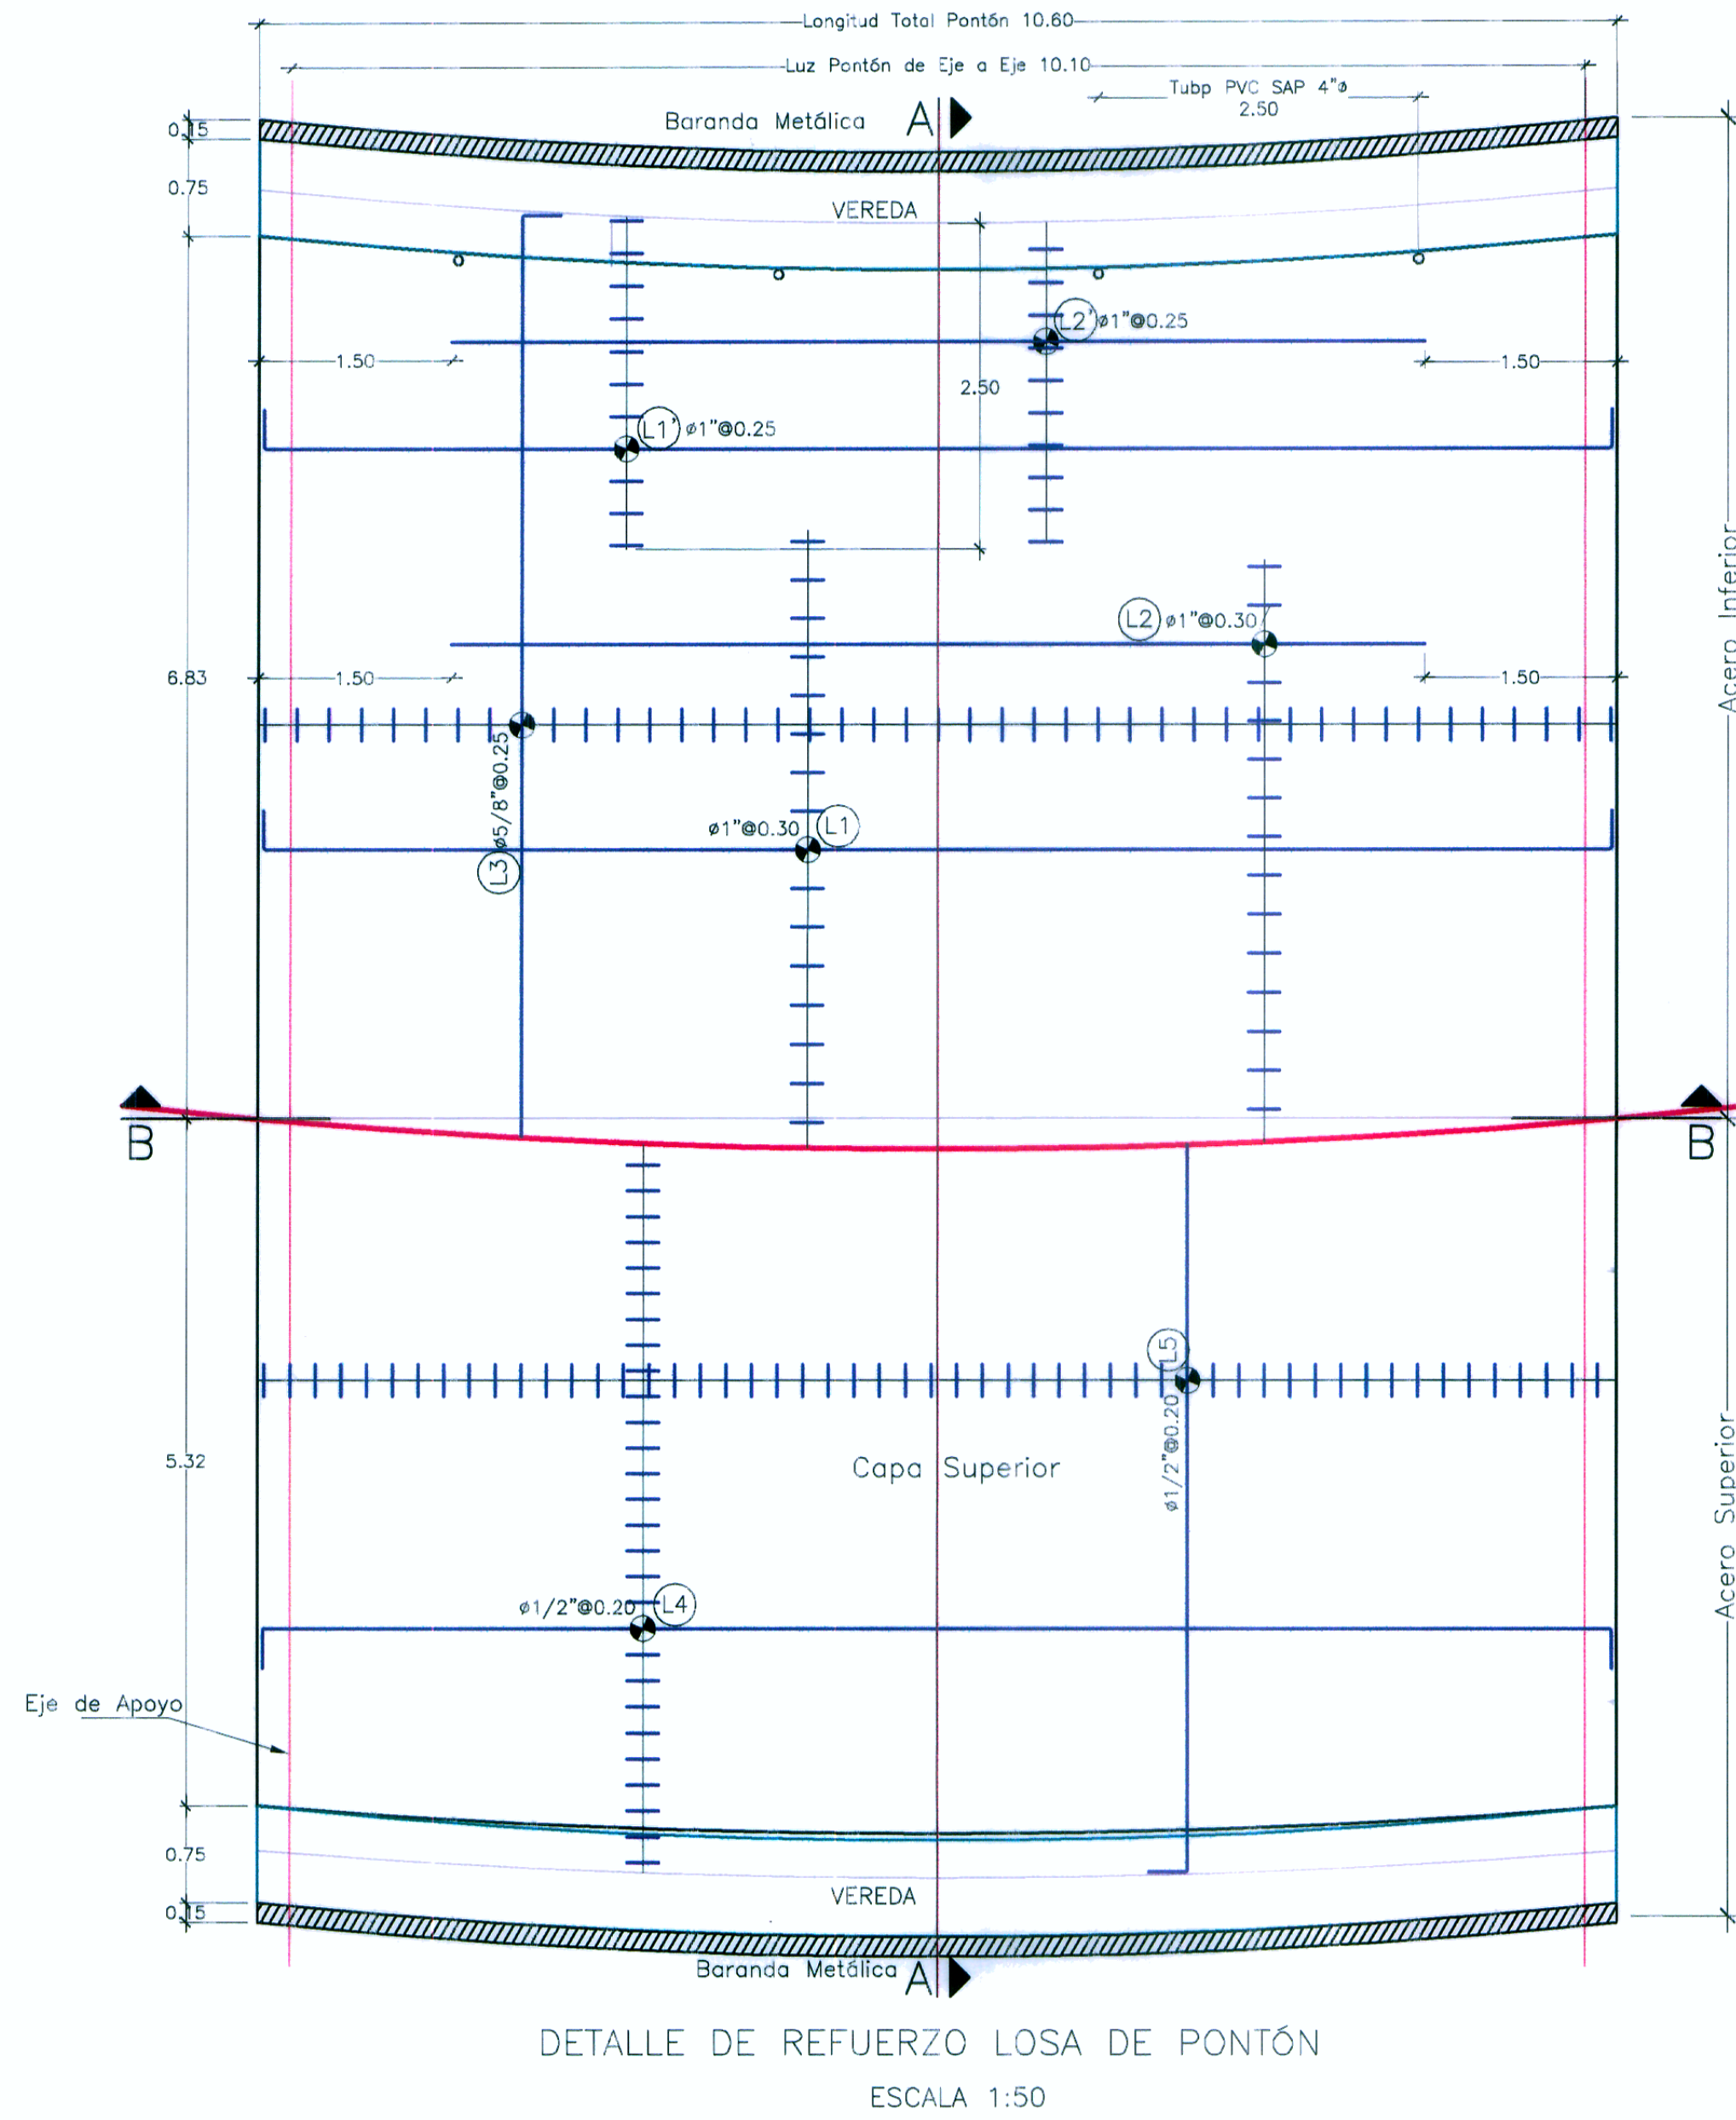 Longitud Total Pontón 10.60
Luz Pontón de Eje a Eje 10.10
Tubp PVC SAP 4"ø
2.50
Baranda Metálica
A
0.15
0.75
VEREDA
L2' ø1"@0.25
1.50
2.50
1.50
L1' ø1"@0.25
Acero Inferior
L2 ø1"@0.30
6.83
1.50
1.50
L3 ø5/8"@0.25
ø1"@0.30 L1
B
B
L5
ø1/2"@0.20
5.32
Capa Superior
Acero Superior
ø1/2"@0.20 L4
Eje de Apoyo
0.75
VEREDA
0.15
Baranda Metálica
A
DETALLE DE REFUERZO LOSA DE PONTÓN
ESCALA 1:50